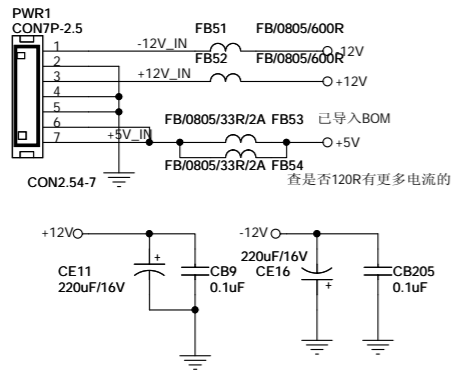 PWR1
CON7P-2.5
FB51 FB/0805/600R
1 -12V_IN -12V
2 FB52 FB/0805/600R
3 +12V_IN +12V
4
5
6 FB/0805/33R/2A FB53 已导入BOM
7 +5V_IN +5V
FB/0805/33R/2A FB54
CON2.54-7
查是否120R有更多电流的
+12V -12V
220uF/16V
CE11 CB9 CE16 CB205
220uF/16V 0.1uF 0.1uF